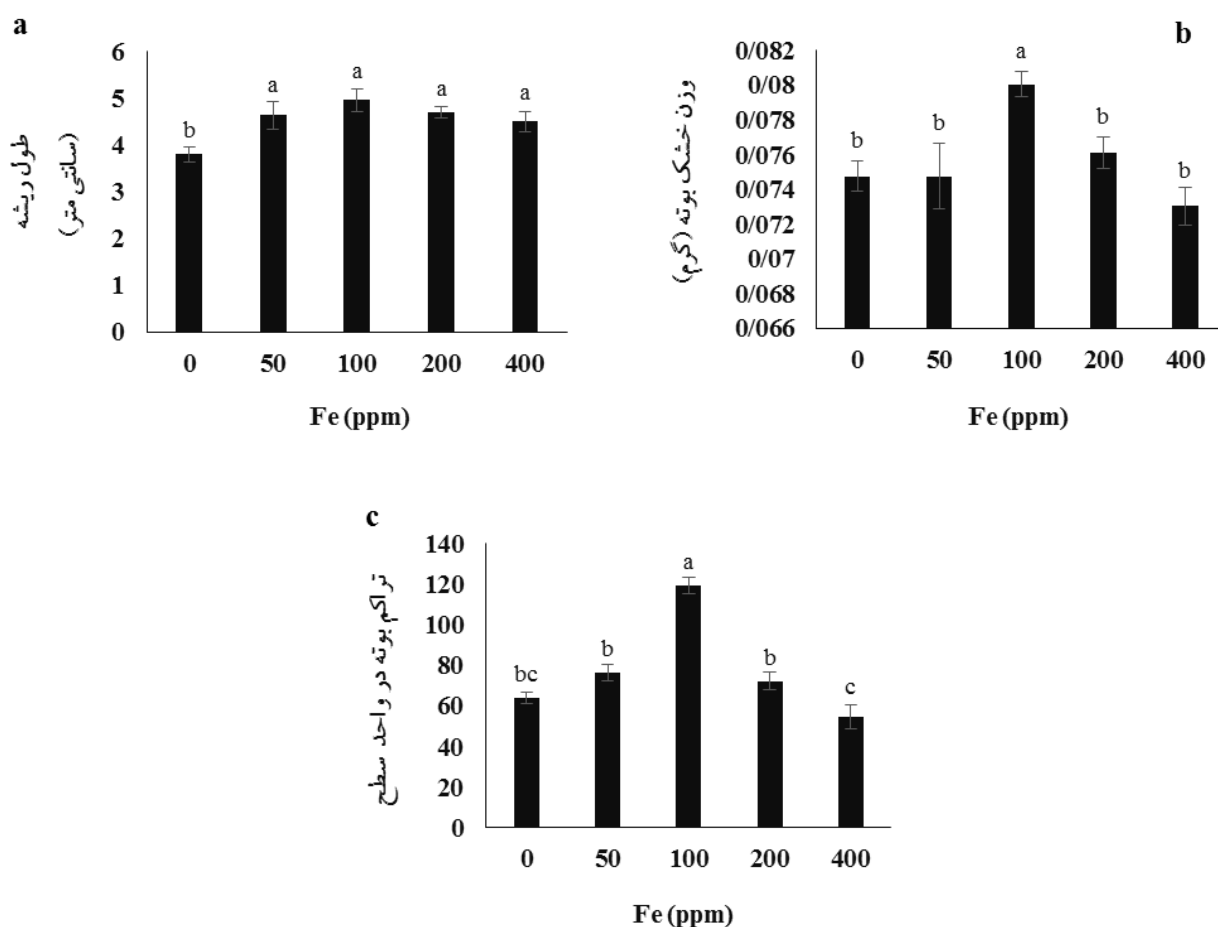 a
طول ریشه
(سانتی متر)
6
5
4
3
2
1
0
b
a
a
a
a
0 50 100 200 400
Fe (ppm)
b
وزن خشک بوته (گرم)
0/082
0/08
0/078
0/076
0/074
0/072
0/07
0/068
0/066
b
b
a
b
b
0 50 100 200 400
Fe (ppm)
c
تراکم بوته در واحد سطح
140
120
100
80
60
40
20
0
bc
b
a
b
c
0 50 100 200 400
Fe (ppm)